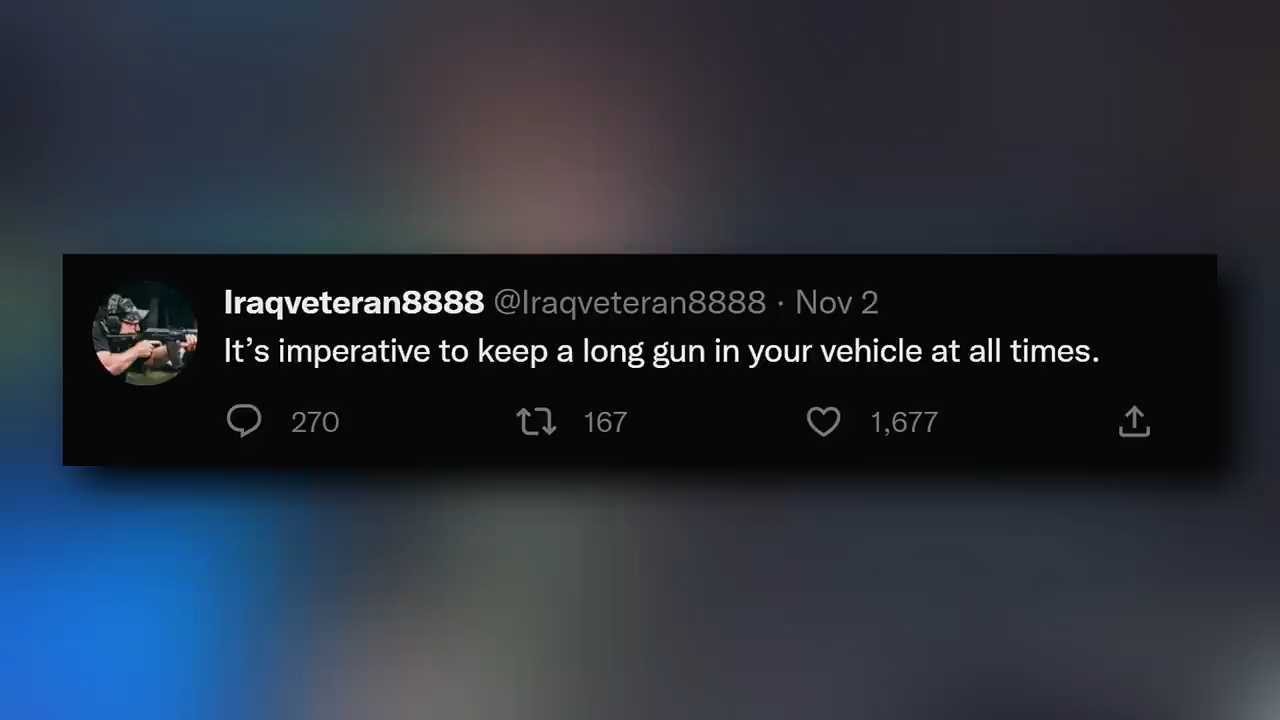 Iraqveteran8888 @Iraqveteran8888 · Nov 2
It’s imperative to keep a long gun in your vehicle at all times.
270 167 1,677